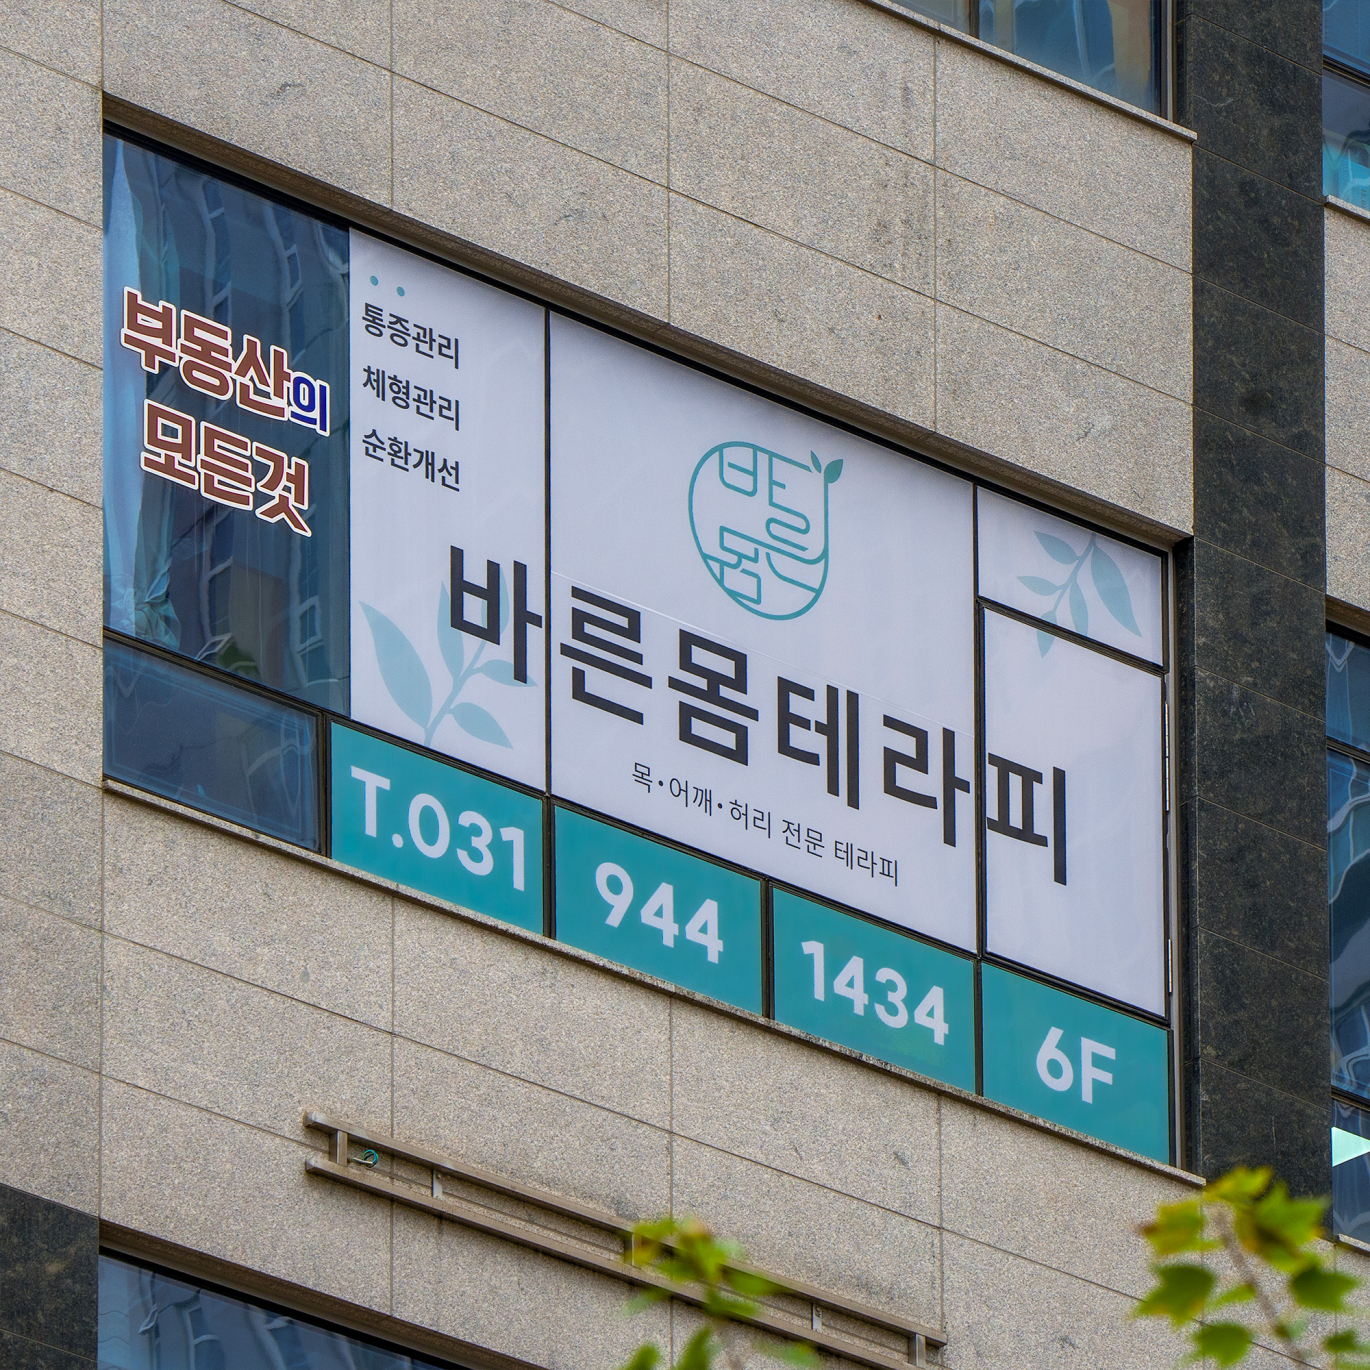 부동산의
모든것
통증관리
체형관리
순환개선
바른
몸
바른몸테라피
목·어깨·허리 전문 테라피
T.031 944 1434 6F